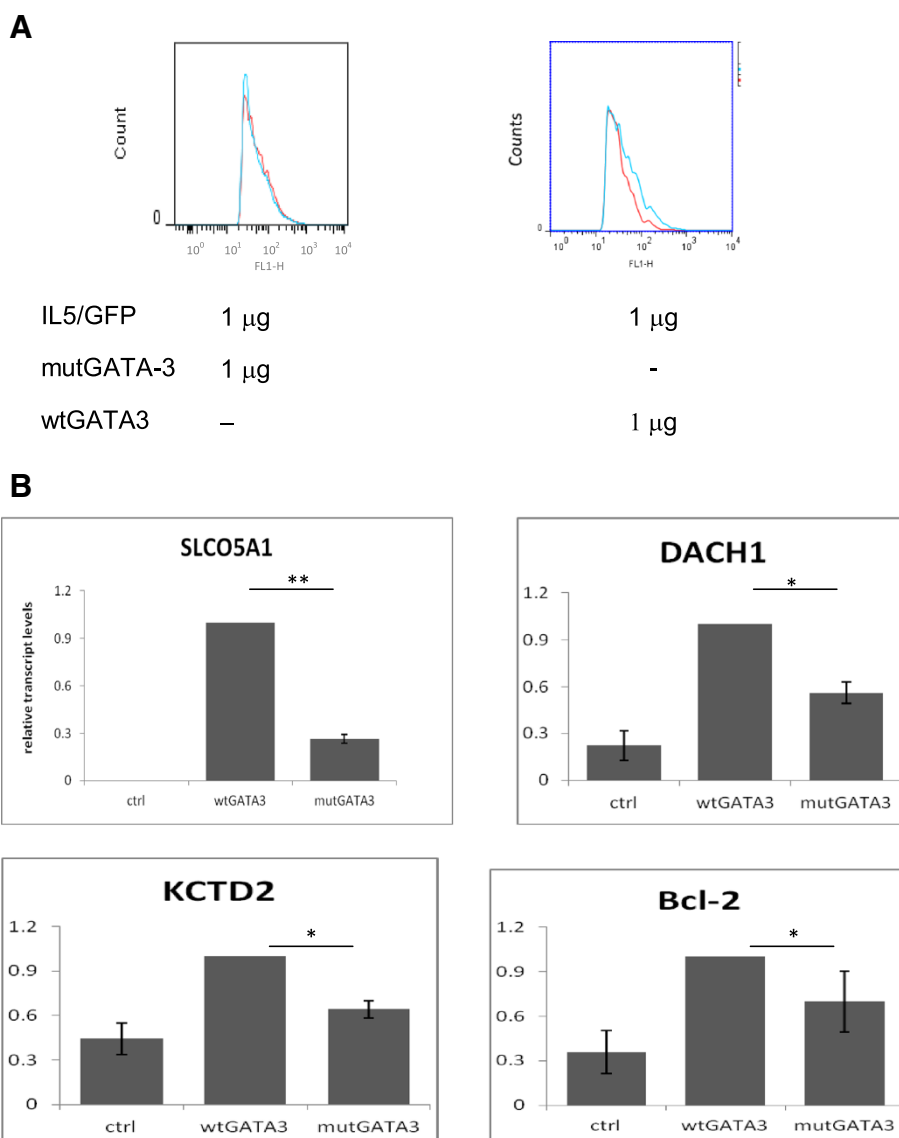 A
Count
0
10^0 10^1 10^2 10^3 10^4
FL1-H
Counts
0
10^0 10^1 10^2 10^3 10^4
FL1-H
IL5/GFP 1 μg 1 μg
mutGATA-3 1 μg -
wtGATA3 – 1 μg
B
SLCO5A1
relative transcript levels
1.2
0.9
0.6
0.3
0
**
ctrl wtGATA3 mutGATA3
DACH1
1.2
0.9
0.6
0.3
0
*
ctrl wtGATA3 mutGATA3
KCTD2
1.2
0.9
0.6
0.3
0
*
ctrl wtGATA3 mutGATA3
Bcl-2
1.2
0.9
0.6
0.3
0
*
ctrl wtGATA3 mutGATA3